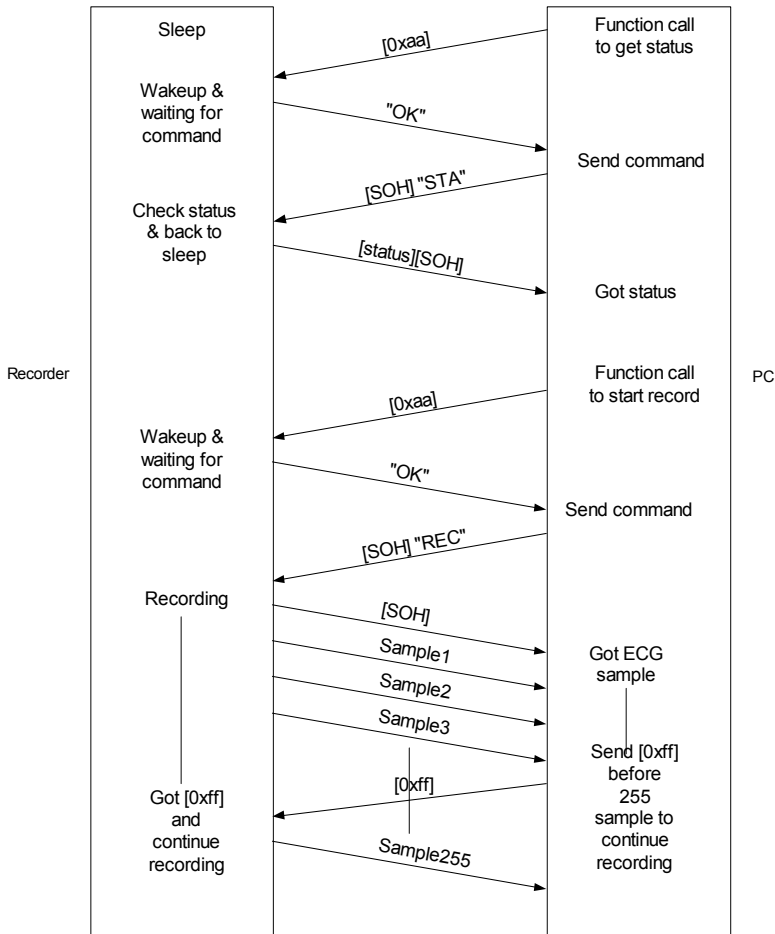 Sleep
[0xaa]
Function call
to get status
Wakeup &
waiting for
command
"OK"
Send command
[SOH] "STA"
Check status
& back to
sleep
[status][SOH]
Got status
Recorder
Function call
to start record
PC
[0xaa]
Wakeup &
waiting for
command
"OK"
Send command
[SOH] "REC"
Recording
[SOH]
Sample1
Got ECG
sample
Sample2
Sample3
Send [0xff]
before
255
sample to
continue
recording
[0xff]
Got [0xff]
and
continue
recording
Sample255